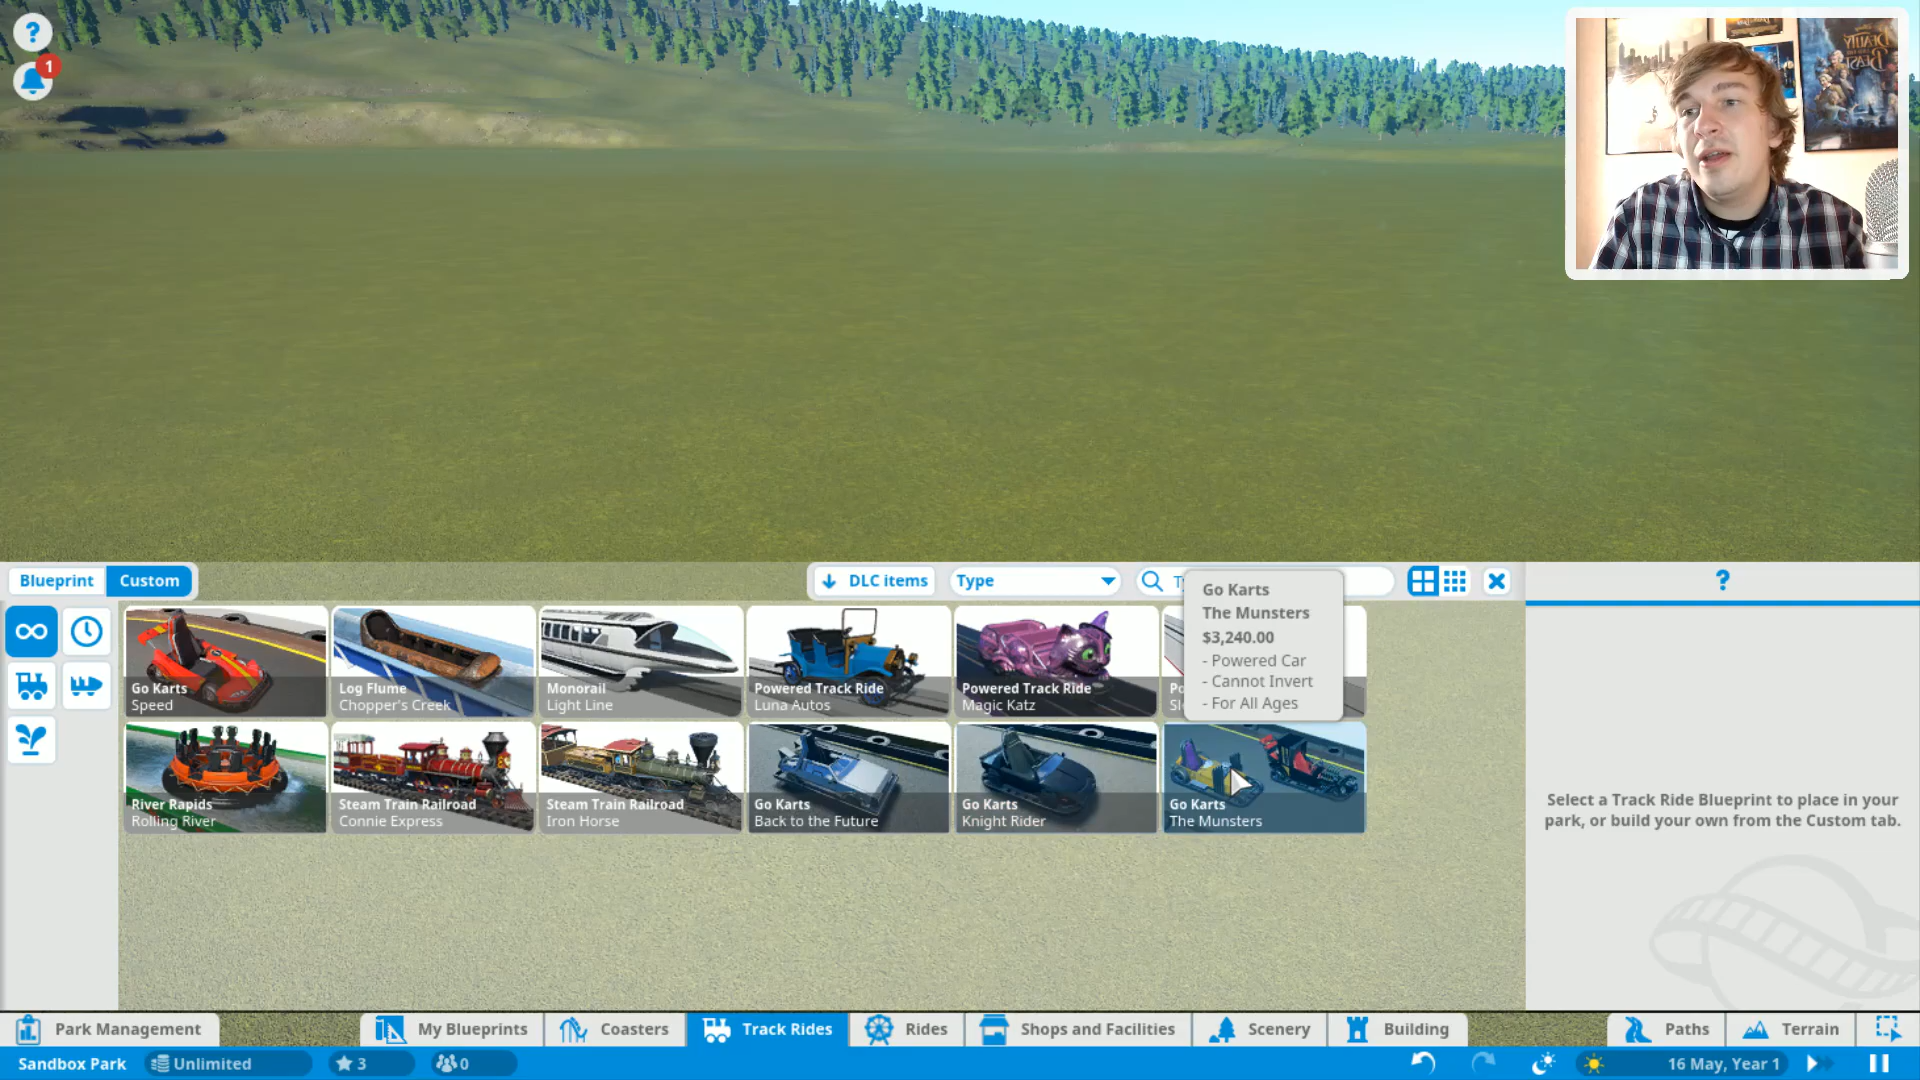 1
BEAUTY
BEAST
Blueprint
Custom
DLC items
Type
T
Go Karts
The Munsters
$3,240.00
- Powered Car
- Cannot Invert
- For All Ages
Go Karts
Speed
Log Flume
Chopper's Creek
Monorail
Light Line
Powered Track Ride
Luna Autos
Powered Track Ride
Magic Katz
River Rapids
Rolling River
Steam Train Railroad
Connie Express
Steam Train Railroad
Iron Horse
Go Karts
Back to the Future
Go Karts
Knight Rider
Go Karts
The Munsters
?
?
Select a Track Ride Blueprint to place in your
park, or build your own from the Custom tab.
Park Management
My Blueprints
Coasters
Track Rides
Rides
Shops and Facilities
Scenery
Building
Paths
Terrain
Sandbox Park
Unlimited
3
0
16 May, Year 1